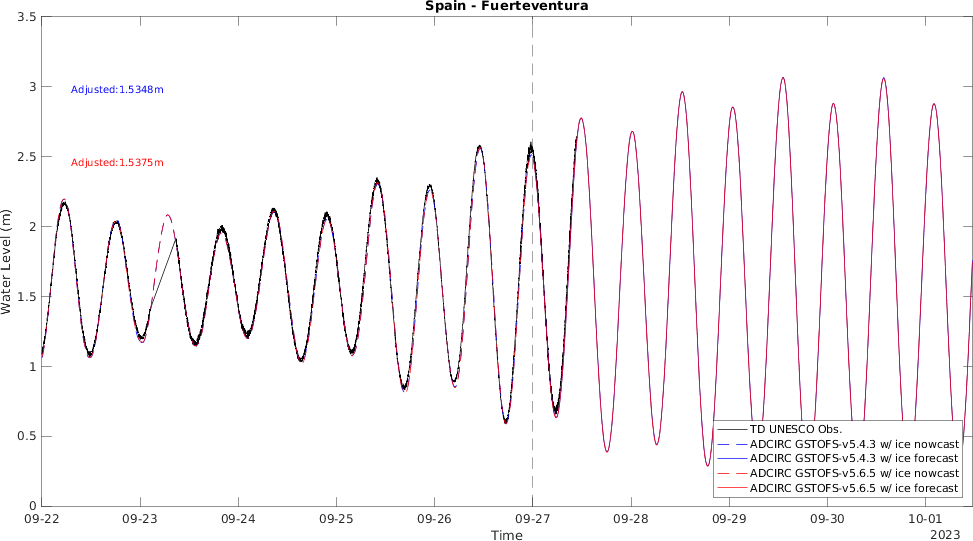 Spain - Fuerteventura
3.5
3
2.5
2
1.5
1
0.5
0
Water Level (m)
Adjusted:1.5348m
Adjusted:1.5375m
TD UNESCO Obs.
ADCIRC GSTOFS-v5.4.3 w/ ice nowcast
ADCIRC GSTOFS-v5.4.3 w/ ice forecast
ADCIRC GSTOFS-v5.6.5 w/ ice nowcast
ADCIRC GSTOFS-v5.6.5 w/ ice forecast
09-22 09-23 09-24 09-25 09-26 09-27 09-28 09-29 09-30 10-01
Time
2023